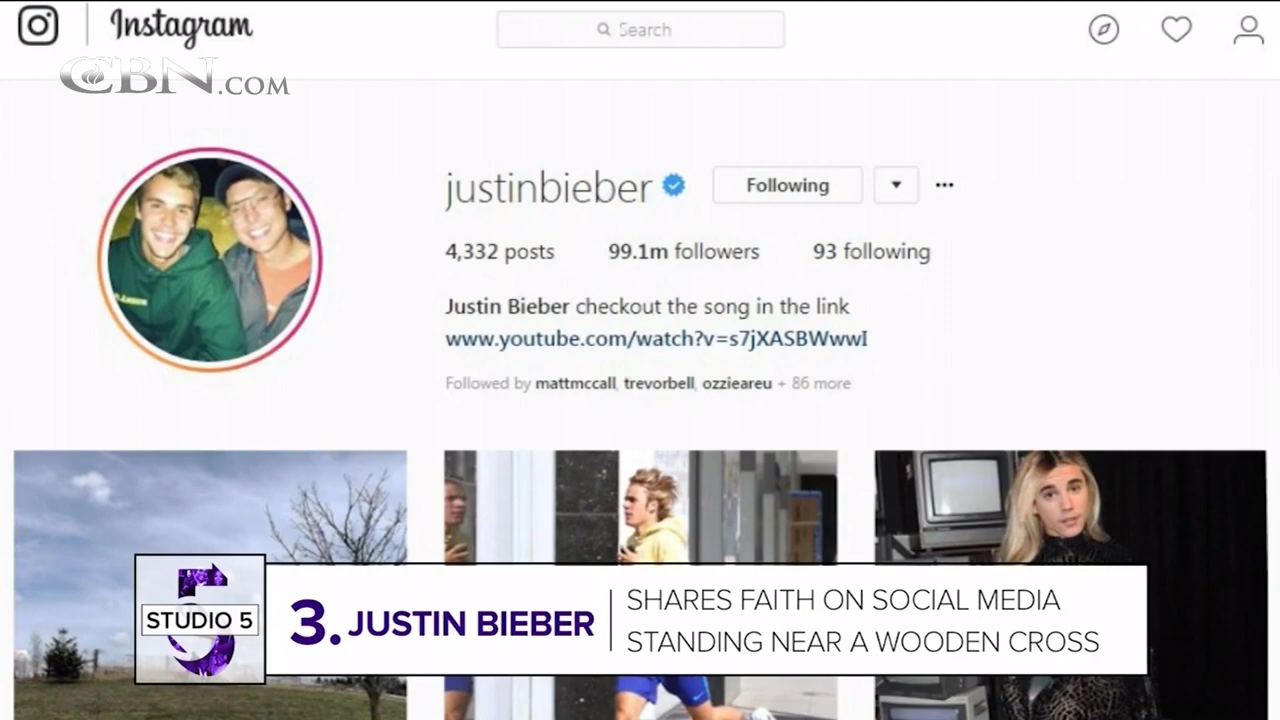 Instagram
Search
CBN.COM
justinbieber
Following
4,332 posts 99.1m followers 93 following
Justin Bieber checkout the song in the link
www.youtube.com/watch?v=s7jXASBWwwI
Followed by mattmccall, trevorbell, ozzieareu + 86 more
5
STUDIO 5
3. JUSTIN BIEBER
SHARES FAITH ON SOCIAL MEDIA
STANDING NEAR A WOODEN CROSS